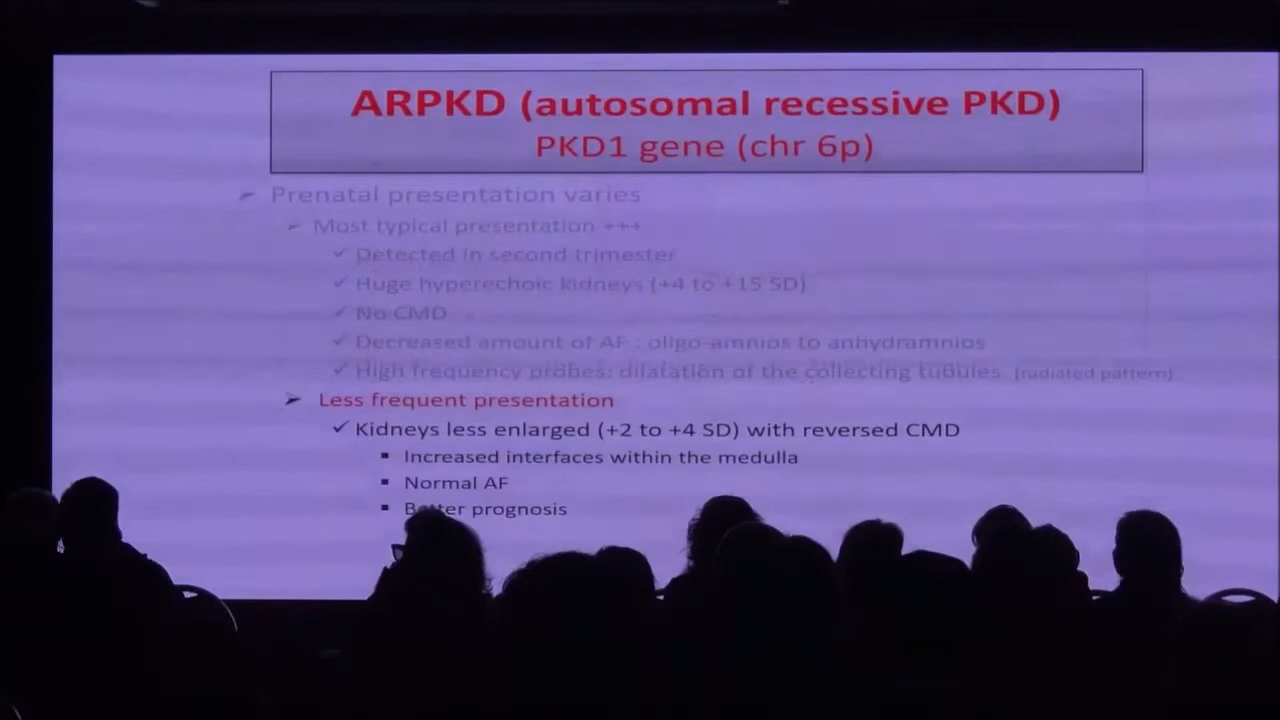 ARPKD (autosomal recessive PKD)
PKD1 gene (chr 6p)
Prenatal presentation varies
Most typical presentation +++
Detected in second trimester
Huge hyperechoic kidneys (+4 to +15 SD)
No CMD
Decreased amount of AF : oligo-amnios to anhydramnios
High frequency probes: dilatation of the collecting tubules (radiated pattern)
Less frequent presentation
Kidneys less enlarged (+2 to +4 SD) with reversed CMD
Increased interfaces within the medulla
Normal AF
Better prognosis